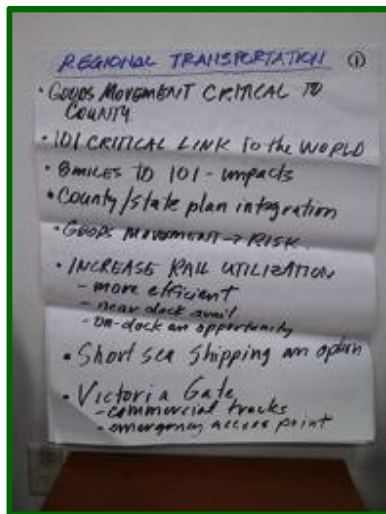 REGIONAL TRANSPORTATION ①
• GOODS MOVEMENT CRITICAL TO
COUNTY
• 101 CRITICAL LINK To the WORLD
• 8 MILES TO 101 - impacts
• County/State plan integration
• GOODS MOVEMENT → RISK
• INCREASE RAIL UTILIZATION
- more efficient
- near dock avail
- on-dock an opportunity
• Short sea shipping an option
• Victoria Gate
- commercial trucks
- emergency access point